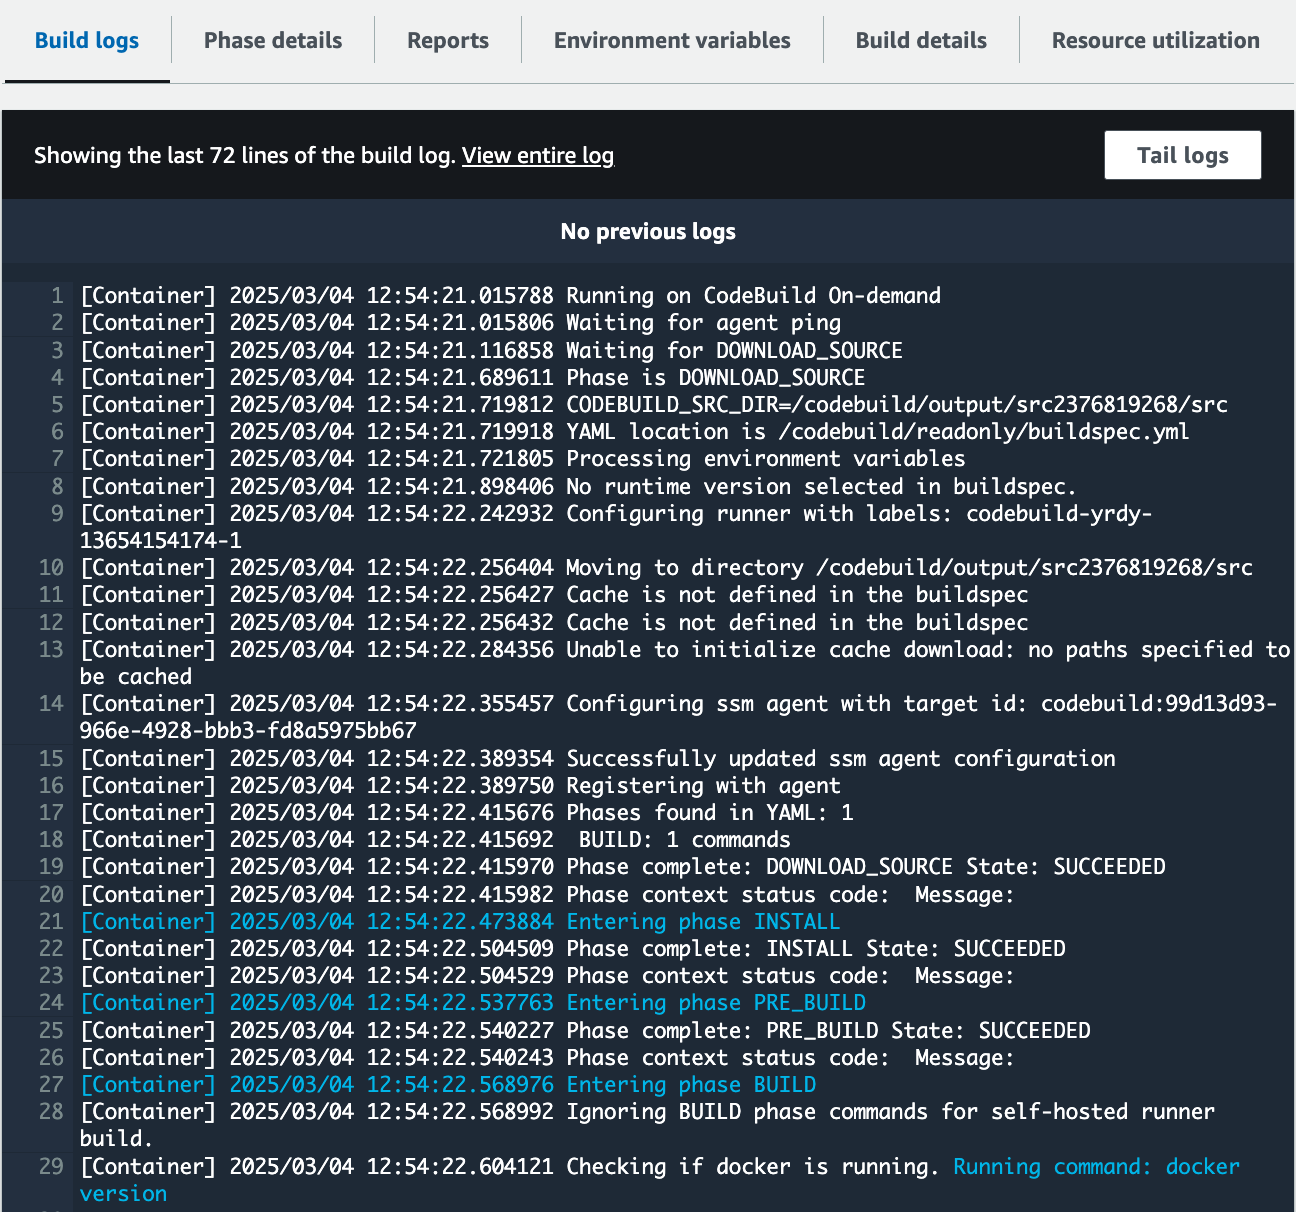 Build logs
Phase details
Reports
Environment variables
Build details
Resource utilization
Showing the last 72 lines of the build log. View entire log
Tail logs
No previous logs
1 [Container] 2025/03/04 12:54:21.015788 Running on CodeBuild On-demand
2 [Container] 2025/03/04 12:54:21.015806 Waiting for agent ping
3 [Container] 2025/03/04 12:54:21.116858 Waiting for DOWNLOAD_SOURCE
4 [Container] 2025/03/04 12:54:21.689611 Phase is DOWNLOAD_SOURCE
5 [Container] 2025/03/04 12:54:21.719812 CODEBUILD_SRC_DIR=/codebuild/output/src2376819268/src
6 [Container] 2025/03/04 12:54:21.719918 YAML location is /codebuild/readonly/buildspec.yml
7 [Container] 2025/03/04 12:54:21.721805 Processing environment variables
8 [Container] 2025/03/04 12:54:21.898406 No runtime version selected in buildspec.
9 [Container] 2025/03/04 12:54:22.242932 Configuring runner with labels: codebuild-yrdy-
13654154174-1
10 [Container] 2025/03/04 12:54:22.256404 Moving to directory /codebuild/output/src2376819268/src
11 [Container] 2025/03/04 12:54:22.256427 Cache is not defined in the buildspec
12 [Container] 2025/03/04 12:54:22.256432 Cache is not defined in the buildspec
13 [Container] 2025/03/04 12:54:22.284356 Unable to initialize cache download: no paths specified to
be cached
14 [Container] 2025/03/04 12:54:22.355457 Configuring ssm agent with target id: codebuild:99d13d93-
966e-4928-bbb3-fd8a5975bb67
15 [Container] 2025/03/04 12:54:22.389354 Successfully updated ssm agent configuration
16 [Container] 2025/03/04 12:54:22.389750 Registering with agent
17 [Container] 2025/03/04 12:54:22.415676 Phases found in YAML: 1
18 [Container] 2025/03/04 12:54:22.415692  BUILD: 1 commands
19 [Container] 2025/03/04 12:54:22.415970 Phase complete: DOWNLOAD_SOURCE State: SUCCEEDED
20 [Container] 2025/03/04 12:54:22.415982 Phase context status code:  Message:
21 [Container] 2025/03/04 12:54:22.473884 Entering phase INSTALL
22 [Container] 2025/03/04 12:54:22.504509 Phase complete: INSTALL State: SUCCEEDED
23 [Container] 2025/03/04 12:54:22.504529 Phase context status code:  Message:
24 [Container] 2025/03/04 12:54:22.537763 Entering phase PRE_BUILD
25 [Container] 2025/03/04 12:54:22.540227 Phase complete: PRE_BUILD State: SUCCEEDED
26 [Container] 2025/03/04 12:54:22.540243 Phase context status code:  Message:
27 [Container] 2025/03/04 12:54:22.568976 Entering phase BUILD
28 [Container] 2025/03/04 12:54:22.568992 Ignoring BUILD phase commands for self-hosted runner
build.
29 [Container] 2025/03/04 12:54:22.604121 Checking if docker is running. Running command: docker
version